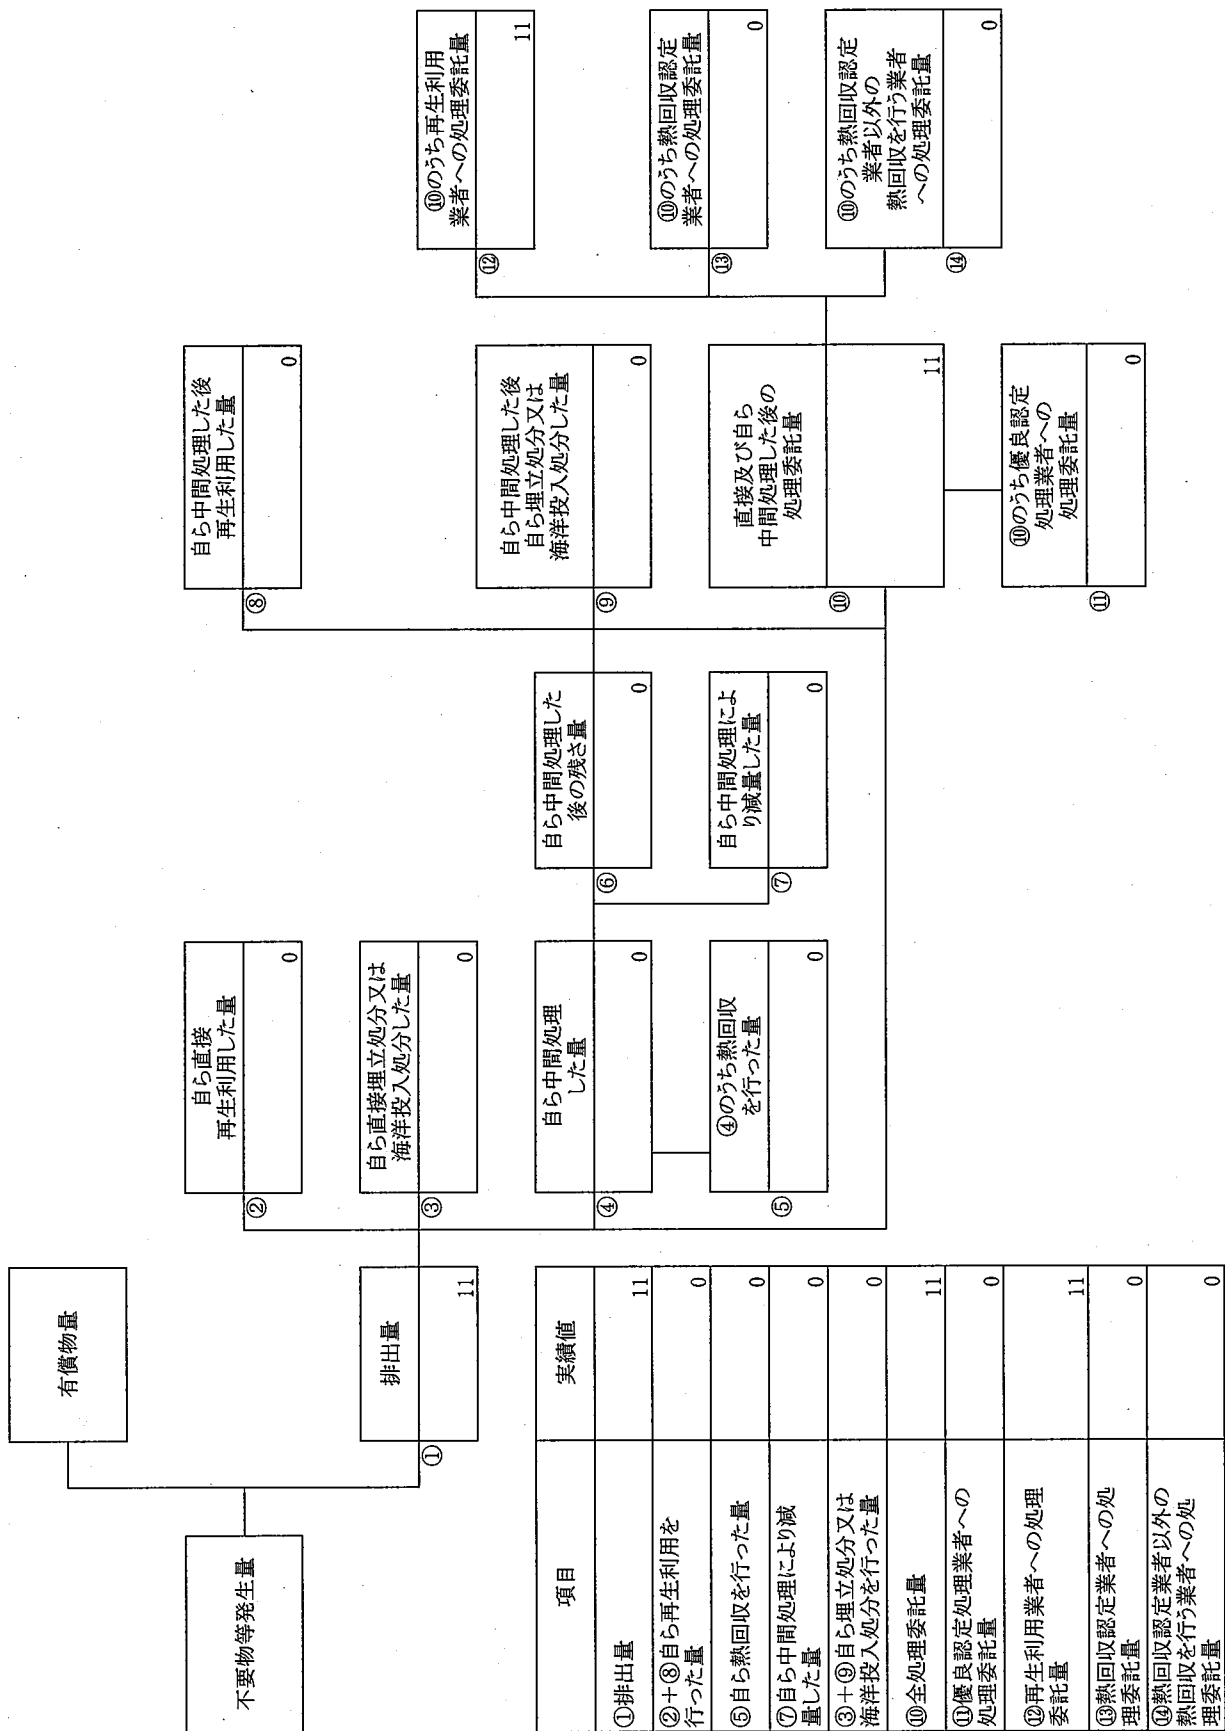 有償物量
不要物等発生量
①
排出量
11
②
自ら直接
再生利用した量
0
③
自ら直接埋立処分又は
海洋投入処分した量
0
④
自ら中間処理
した量
0
⑤
④のうち熱回収
を行った量
0
⑥
自ら中間処理した
後の残さ量
0
⑦
自ら中間処理によ
り減量した量
0
⑧
自ら中間処理した後
再生利用した量
0
⑨
自ら中間処理した後
自ら埋立処分又は
海洋投入処分した量
0
⑩
直接及び自ら
中間処理した後の
処理委託量
11
⑪
⑩のうち優良認定
処理業者への
処理委託量
0
⑫
⑩のうち再生利用
業者への処理委託量
11
⑬
⑩のうち熱回収認定
業者への処理委託量
0
⑭
⑩のうち熱回収認定
業者以外の
熱回収を行う業者
への処理委託量
0
項目 実績値
①排出量 11
②+⑧自ら再生利用を
行った量 0
⑤自ら熱回収を行った量 0
⑦自ら中間処理により減
量した量 0
③+⑨自ら埋立処分又は
海洋投入処分を行った量 0
⑩全処理委託量 11
⑪優良認定処理業者への
処理委託量 0
⑫再生利用業者への処理
委託量 11
⑬熱回収認定業者への処
理委託量 0
⑭熱回収認定業者以外の
熱回収を行う業者への処
理委託量 0